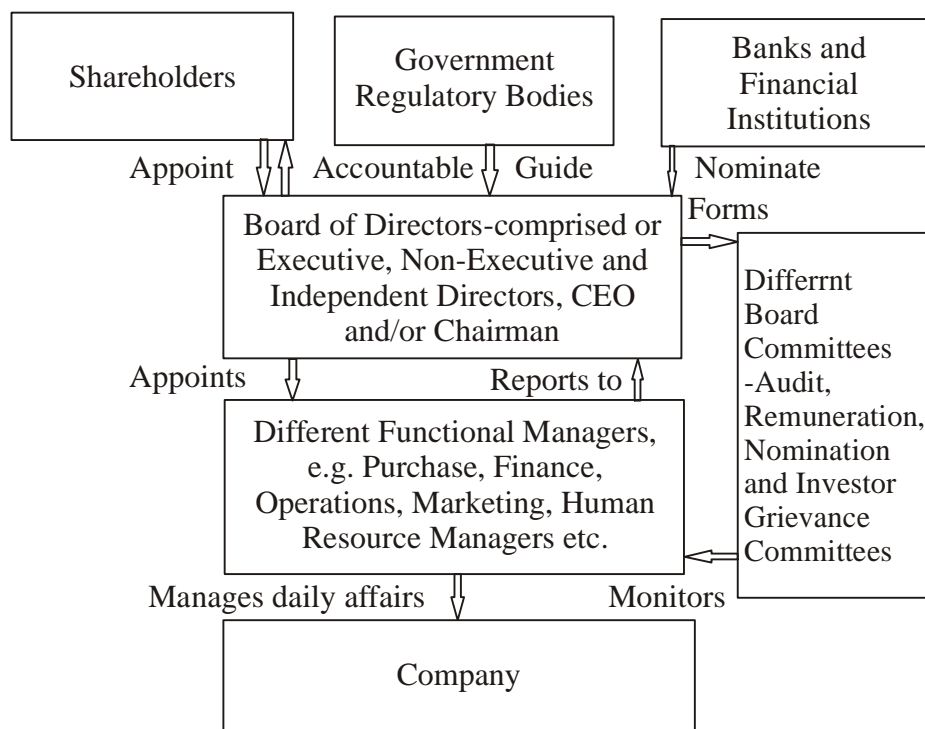 Shareholders
Government
Regulatory Bodies
Banks and
Financial
Institutions
Appoint
Accountable
Guide
Nominate
Forms
Board of Directors-comprised or
Executive, Non-Executive and
Independent Directors, CEO
and/or Chairman
Differrnt
Board
Committees
-Audit,
Remuneration,
Nomination
and Investor
Grievance
Committees
Appoints
Reports to
Different Functional Managers,
e.g. Purchase, Finance,
Operations, Marketing, Human
Resource Managers etc.
Manages daily affairs
Monitors
Company